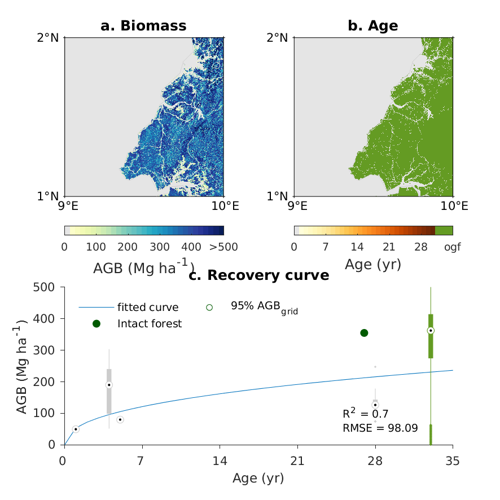 a. Biomass
b. Age
2°N
2°N
1°N
1°N
9°E
10°E
9°E
10°E
0 100 200 300 400 >500
0 7 14 21 28 ogf
AGB (Mg ha-1)
Age (yr)
c. Recovery curve
500
400
300
200
100
0
AGB (Mg ha-1)
fitted curve
95% AGBgrid
Intact forest
R2 = 0.7
RMSE = 98.09
0 7 14 21 28 35
Age (yr)